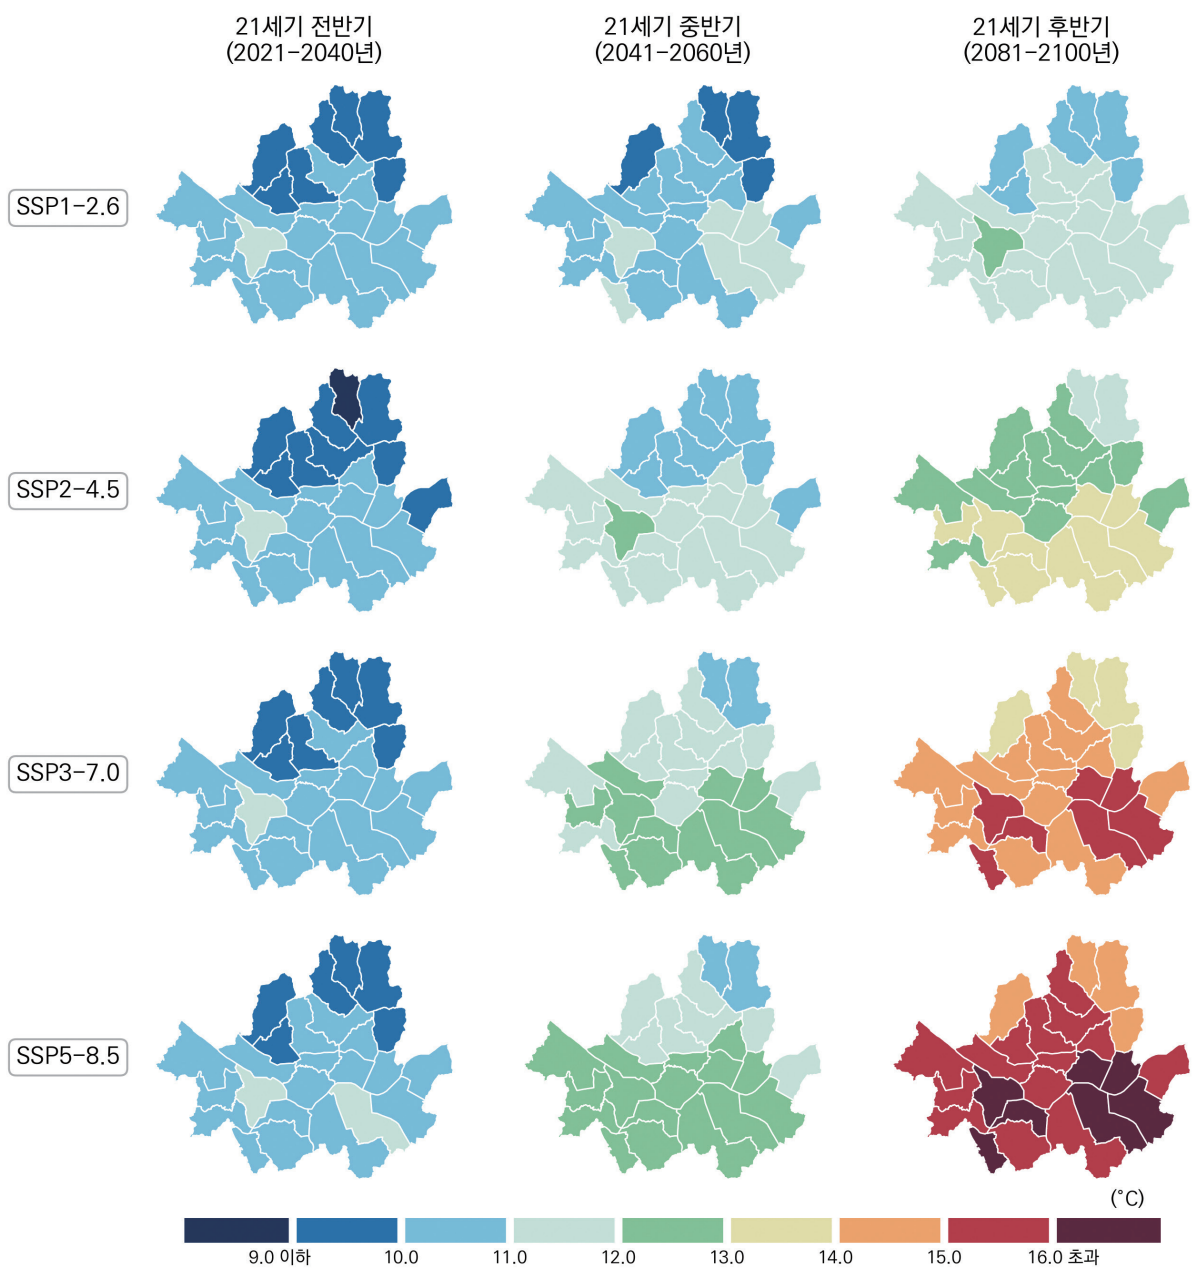 21세기 전반기
(2021-2040년)
21세기 중반기
(2041-2060년)
21세기 후반기
(2081-2100년)
SSP1-2.6
SSP2-4.5
SSP3-7.0
SSP5-8.5
(°C)
9.0 이하
10.0
11.0
12.0
13.0
14.0
15.0
16.0 초과